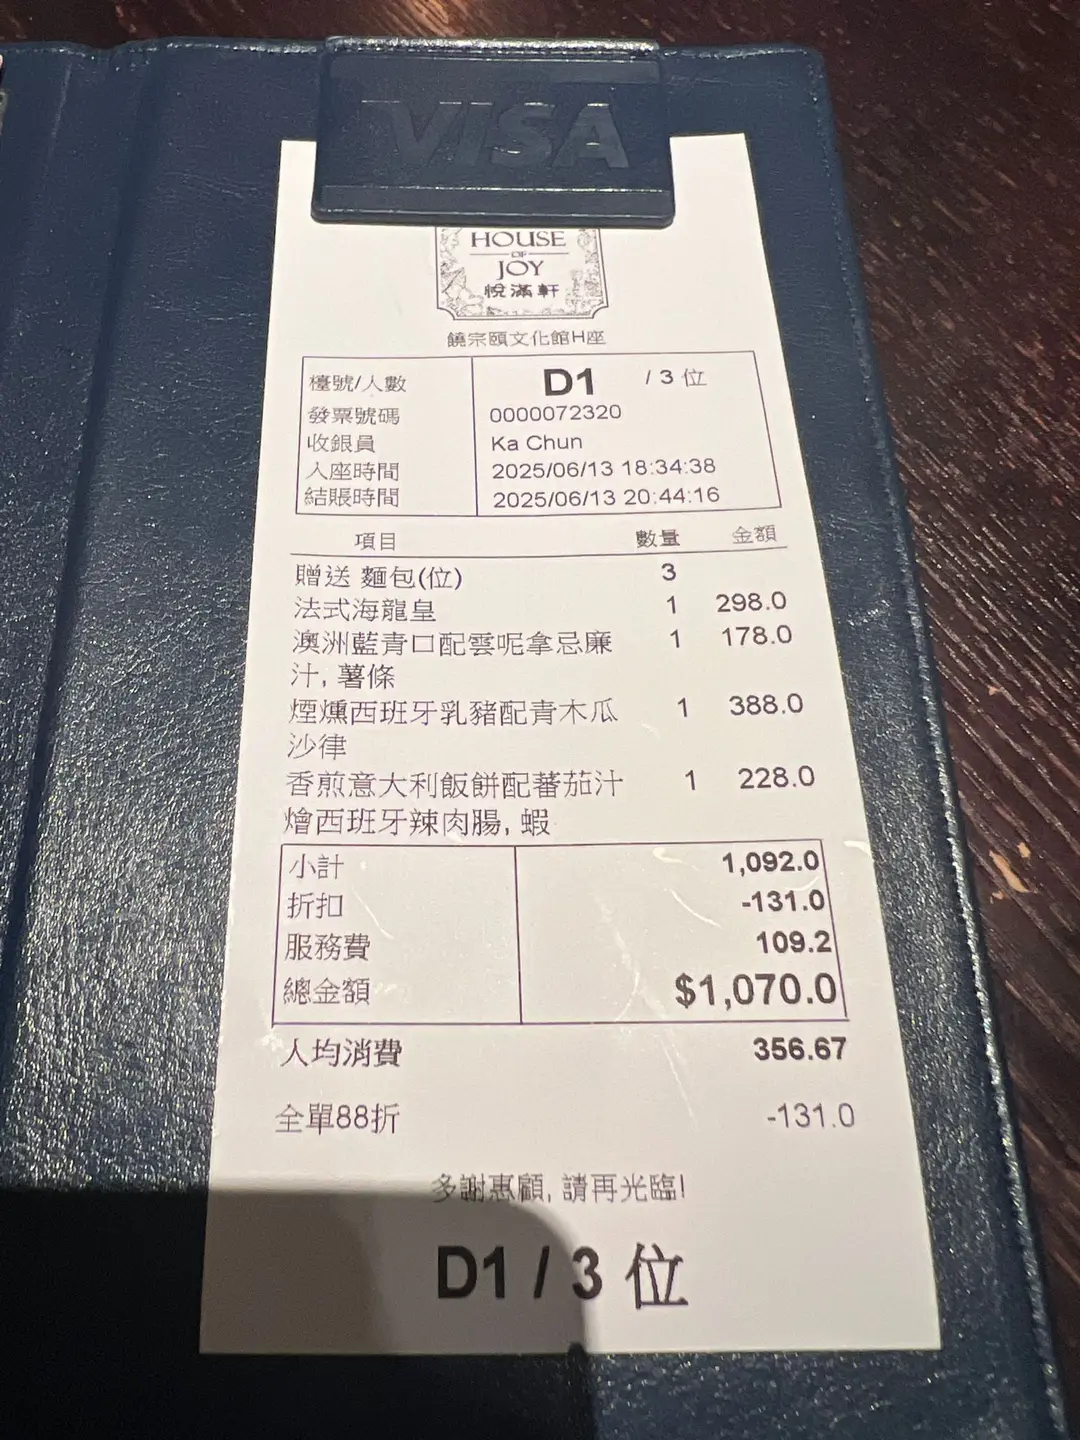 VISA
HOUSE
OF
JOY
悅滿軒
饒宗頤文化館H座
檯號/人數 D1 / 3 位
發票號碼 0000072320
收銀員 Ka Chun
入座時間 2025/06/13 18:34:38
結賬時間 2025/06/13 20:44:16
項目 數量 金額
贈送 麵包(位) 3
法式海龍皇 1 298.0
澳洲藍青口配雲呢拿忌廉 1 178.0
汁, 薯條
煙燻西班牙乳豬配青木瓜 1 388.0
沙律
香煎意大利飯餅配蕃茄汁 1 228.0
燴西班牙辣肉腸, 蝦
小計 1,092.0
折扣 -131.0
服務費 109.2
總金額 $1,070.0
人均消費 356.67
全單88折 -131.0
多謝惠顧, 請再光臨!
D1 / 3 位